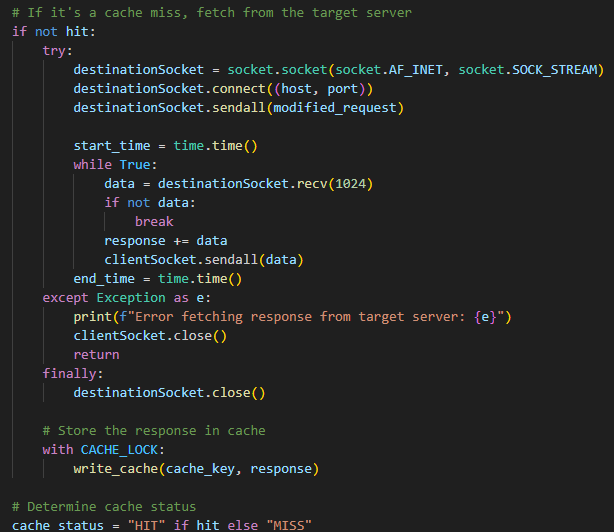 # If it's a cache miss, fetch from the target server
if not hit:
    try:
        destinationSocket = socket.socket(socket.AF_INET, socket.SOCK_STREAM)
        destinationSocket.connect((host, port))
        destinationSocket.sendall(modified_request)

        start_time = time.time()
        while True:
            data = destinationSocket.recv(1024)
            if not data:
                break
            response += data
            clientSocket.sendall(data)
        end_time = time.time()
    except Exception as e:
        print(f"Error fetching response from target server: {e}")
        clientSocket.close()
        return
    finally:
        destinationSocket.close()

    # Store the response in cache
    with CACHE_LOCK:
        write_cache(cache_key, response)

# Determine cache status
cache_status = "HIT" if hit else "MISS"